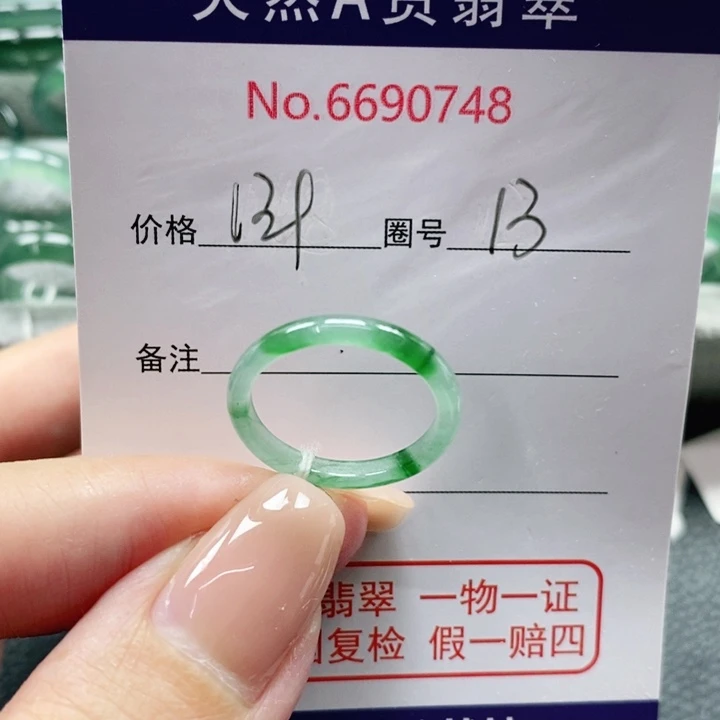 天然A货翡翠
No.6690748
价格 139 圈号 13
备注
翡翠 一物一证
复检 假一赔四